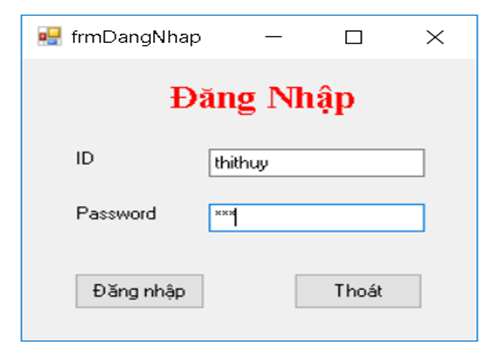 frmDangNhap
Đăng Nhập
ID thithuy
Password ***
Đăng nhập Thoát